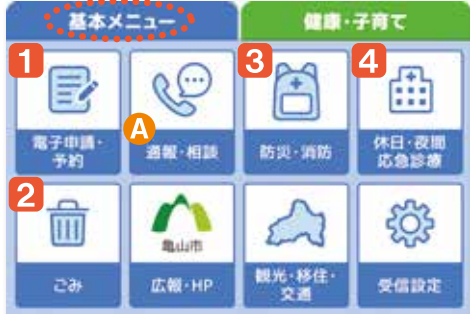 基本メニュー
健康・子育て
1
電子申請・
予約
A
通報・相談
3
防災・消防
4
休日・夜間
応急診療
2
ごみ
亀山市
広報・HP
観光・移住・
交通
受信設定